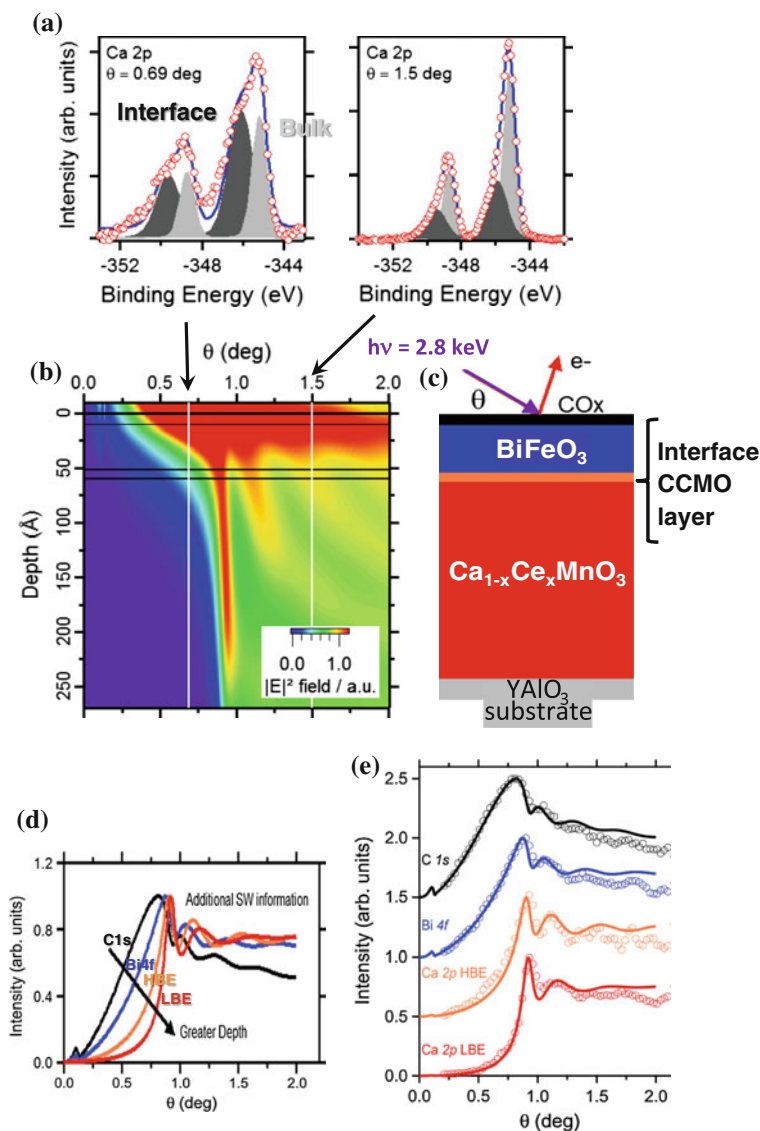 (a)
Ca 2p
θ = 0.69 deg
Interface
Bulk
Intensity (arb. units)
-352 -348 -344
Binding Energy (eV)
Ca 2p
θ = 1.5 deg
-352 -348 -344
Binding Energy (eV)
(b)
θ (deg)
0.0 0.5 1.0 1.5 2.0
0
50
100
150
200
250
Depth (Å)
0.0 1.0
|E|² field / a.u.
hν = 2.8 keV
(c)
e-
θ
COx
BiFeO₃
Interface
CCMO
layer
Ca₁₋ₓCeₓMnO₃
YAlO₃
substrate
(d)
1.2
0.8
0.4
0.0
Intensity (arb. units)
Additional SW information
C1s
Bi4f
HBE
LBE
Greater Depth
0.0 0.5 1.0 1.5 2.0
θ (deg)
(e)
2.5
2.0
1.5
1.0
0.5
0.0
Intensity (arb. units)
C 1s
Bi 4f
Ca 2p HBE
Ca 2p LBE
0.0 0.5 1.0 1.5 2.0
θ (deg)